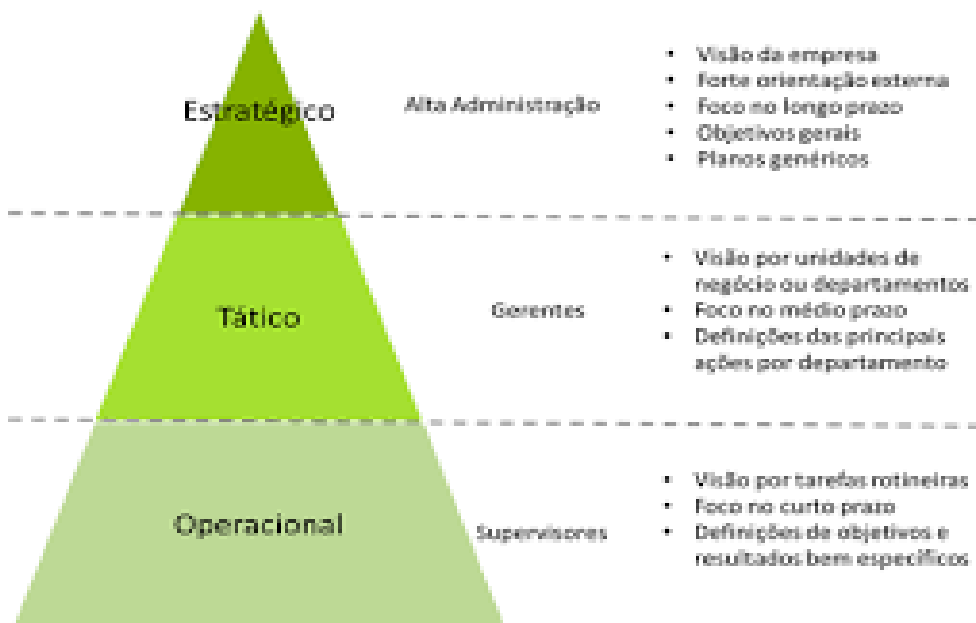 Estratégico
Alta Administração
• Visão da empresa
• Forte orientação externa
• Foco no longo prazo
• Objetivos gerais
• Planos genéricos
Tático
Gerentes
• Visão por unidades de
negócio ou departamentos
• Foco no médio prazo
• Definições das principais
ações por departamento
Operacional
Supervisores
• Visão por tarefas rotineiras
• Foco no curto prazo
• Definições de objetivos e
resultados bem específicos